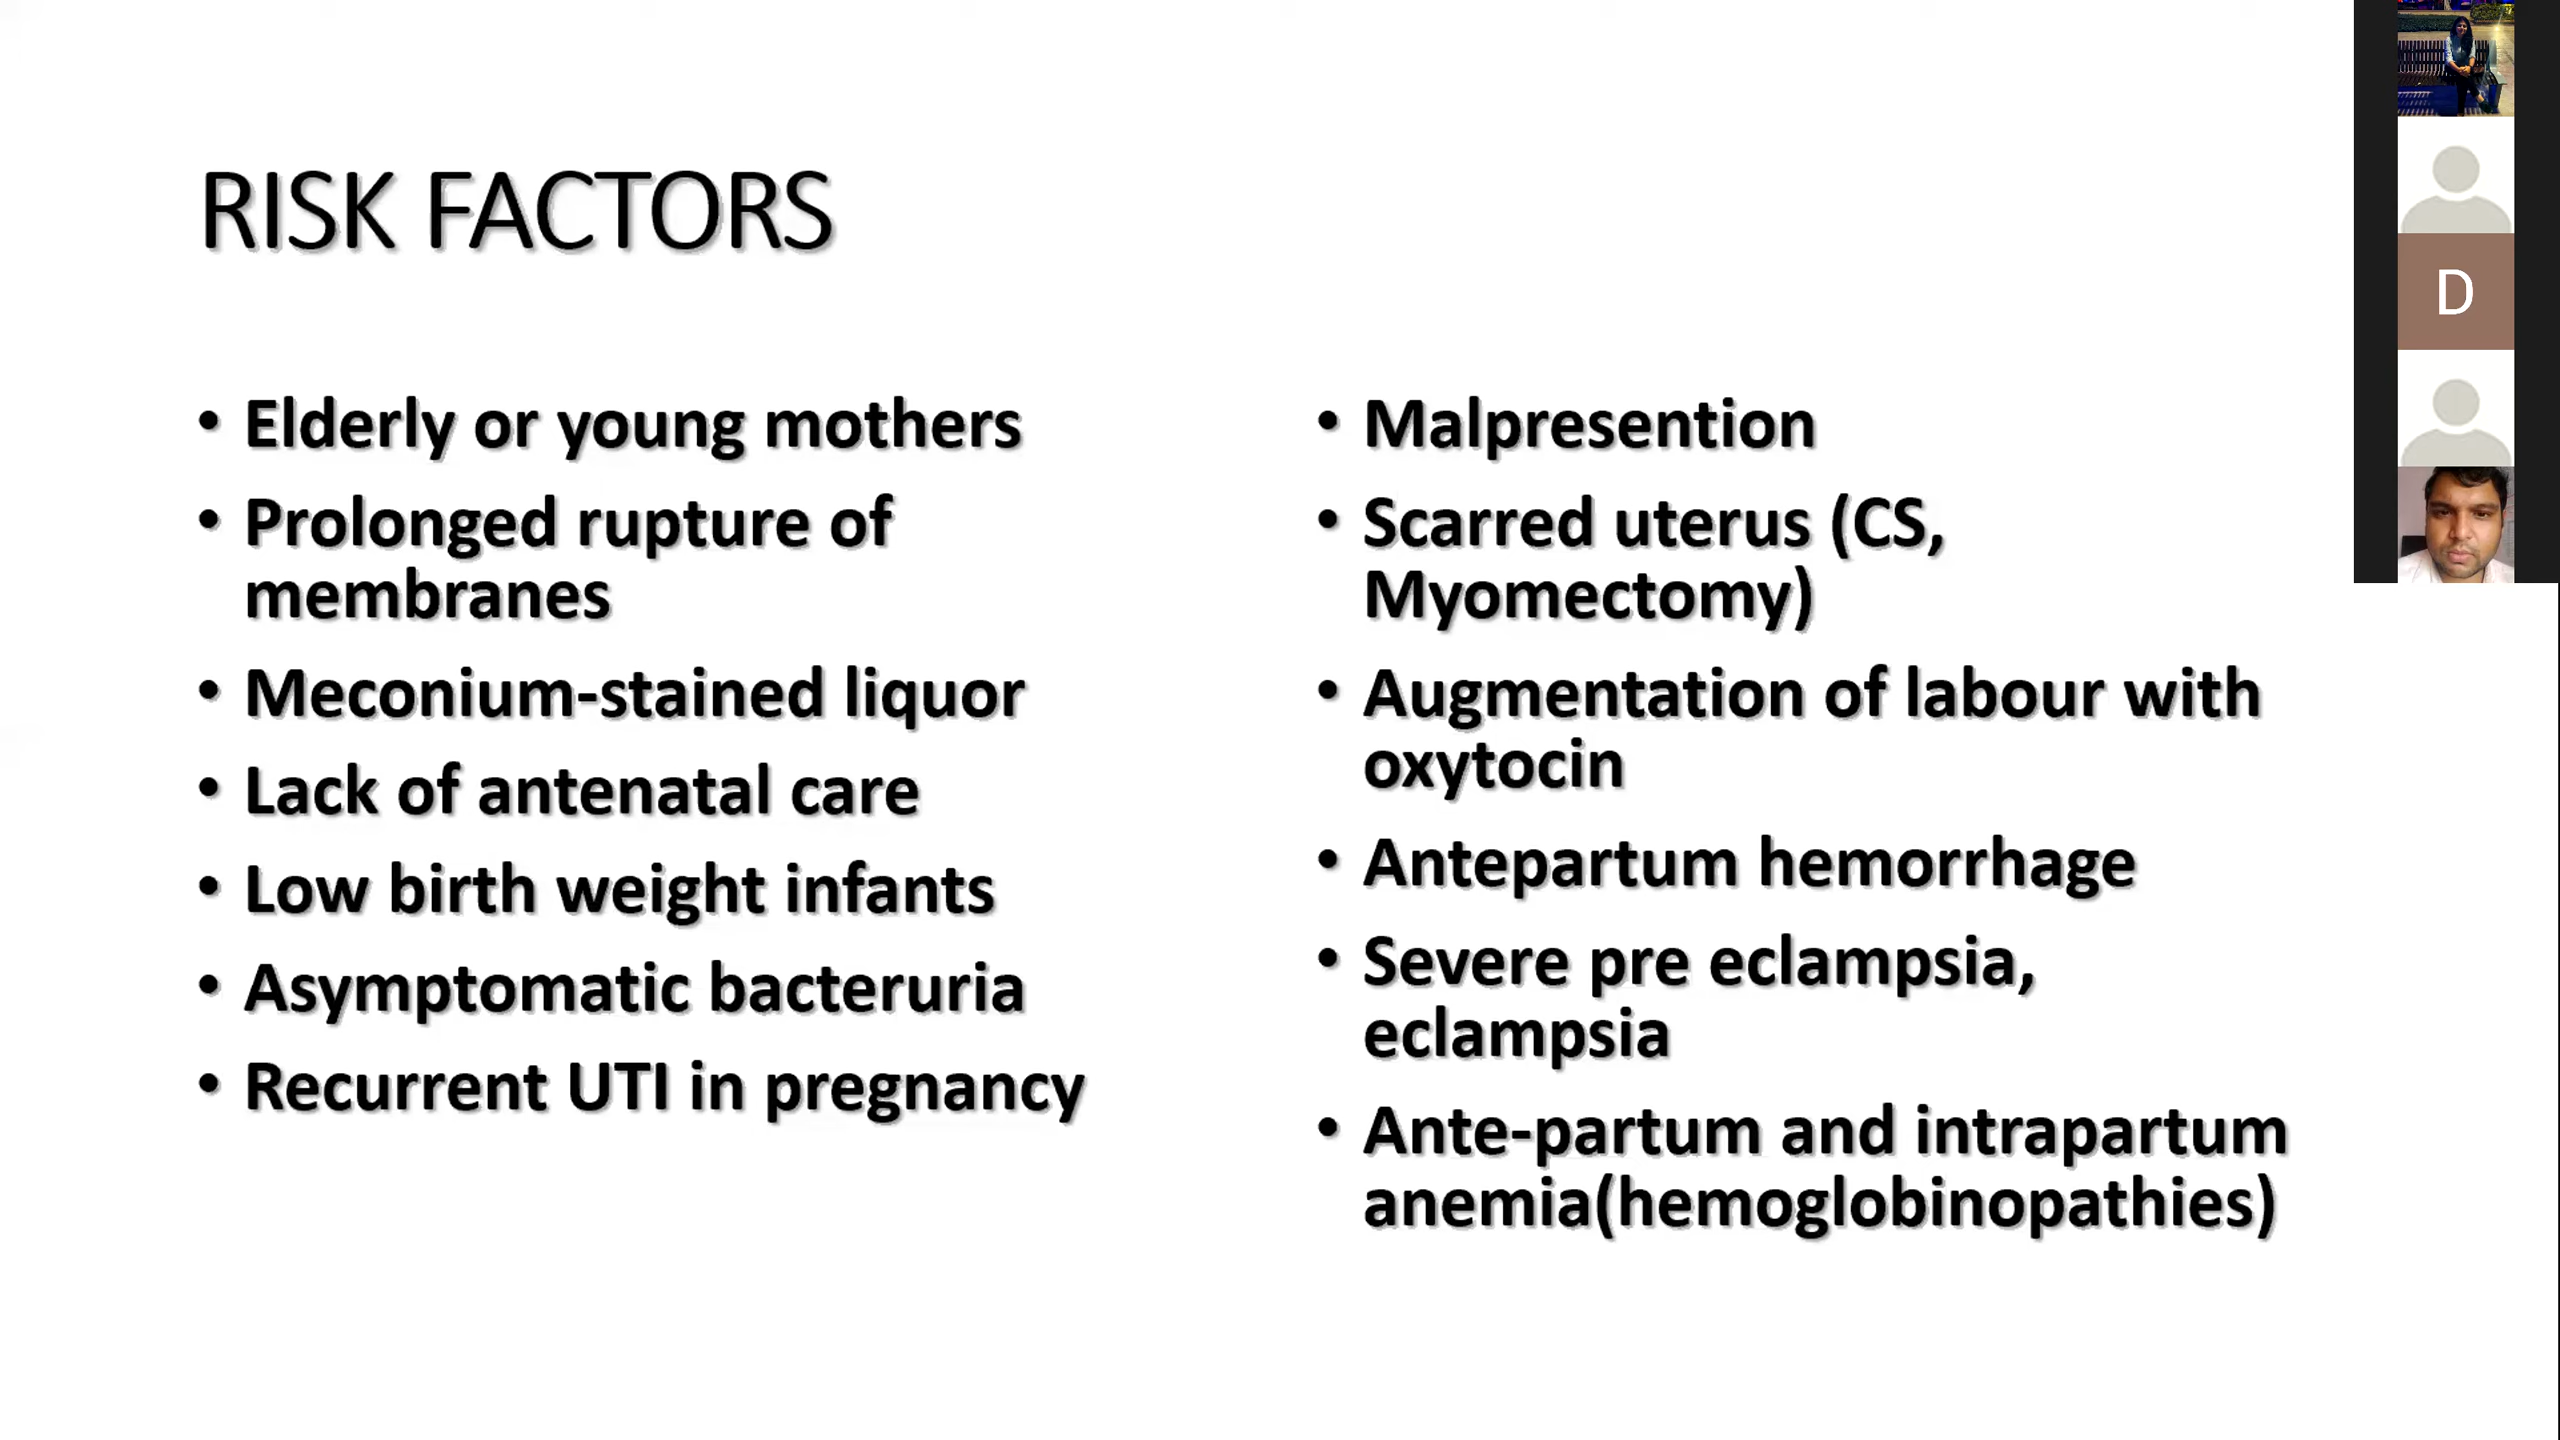 RISK FACTORS
• Elderly or young mothers
• Prolonged rupture of
membranes
• Meconium-stained liquor
• Lack of antenatal care
• Low birth weight infants
• Asymptomatic bacteruria
• Recurrent UTI in pregnancy
• Malpresention
• Scarred uterus (CS,
Myomectomy)
• Augmentation of labour with
oxytocin
• Antepartum hemorrhage
• Severe pre eclampsia,
eclampsia
• Ante-partum and intrapartum
anemia(hemoglobinopathies)
D